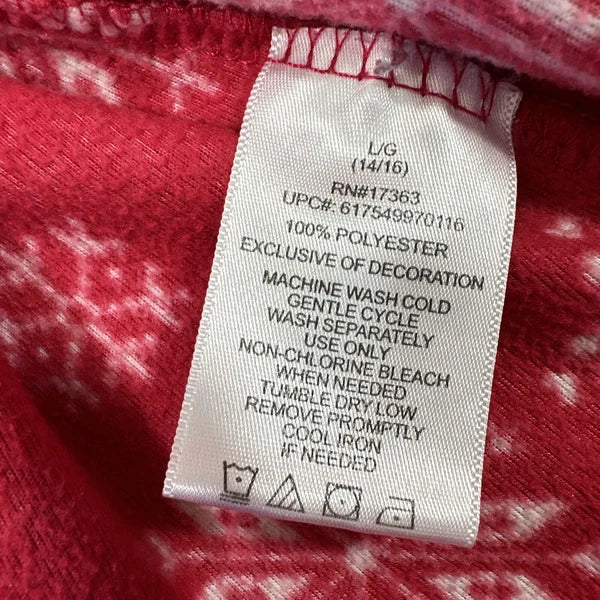 L/G
(14/16)
RN#17363
UPC#: 617549970116
100% POLYESTER
EXCLUSIVE OF DECORATION
MACHINE WASH COLD
GENTLE CYCLE
WASH SEPARATELY
USE ONLY
NON-CHLORINE BLEACH
WHEN NEEDED
TUMBLE DRY LOW
REMOVE PROMPTLY
COOL IRON
IF NEEDED